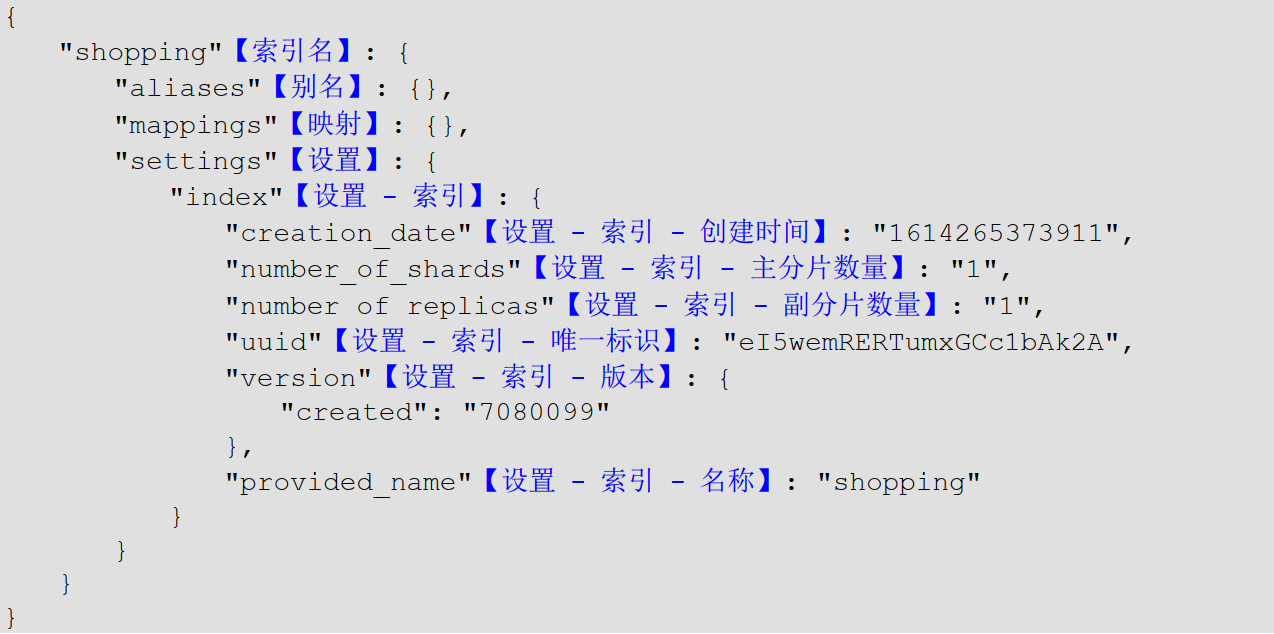 {
    "shopping"【索引名】: {
        "aliases"【别名】: {},
        "mappings"【映射】: {},
        "settings"【设置】: {
            "index"【设置 - 索引】: {
                "creation_date"【设置 - 索引 - 创建时间】: "1614265373911",
                "number_of_shards"【设置 - 索引 - 主分片数量】: "1",
                "number of replicas"【设置 - 索引 - 副分片数量】: "1",
                "uuid"【设置 - 索引 - 唯一标识】: "eI5wemRERTumxGCc1bAk2A",
                "version"【设置 - 索引 - 版本】: {
                    "created": "7080099"
                },
                "provided_name"【设置 - 索引 - 名称】: "shopping"
            }
        }
    }
}